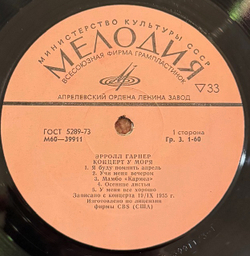 МИНИСТЕРСТВО КУЛЬТУРЫ СССР
МЕЛОДИЯ
ВСЕСОЮЗНАЯ ФИРМА ГРАМПЛАСТИНОК
33
АПРЕЛЕВСКИЙ ОРДЕНА ЛЕНИНА ЗАВОД
ГОСТ 5289-73
М60—39911
1 сторона
Гр. 3. 1-60
ЭРРОЛЛ ГАРНЕР
КОНЦЕРТ У МОРЯ
1. Я буду помнить апрель
2. Учи меня вечером
3. Мамбо "Кармел"
4. Осенние листья
5. У меня все хорошо
Записано с концерта 19/IX 1955 г.
Изготовлено по лицензии
фирмы CBS (США)